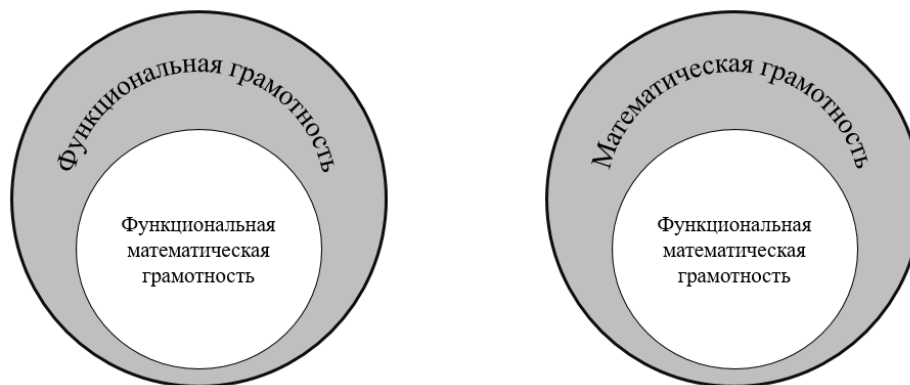 Функциональная грамотность
Функциональная
математическая
грамотность
Математическая грамотность
Функциональная
математическая
грамотность